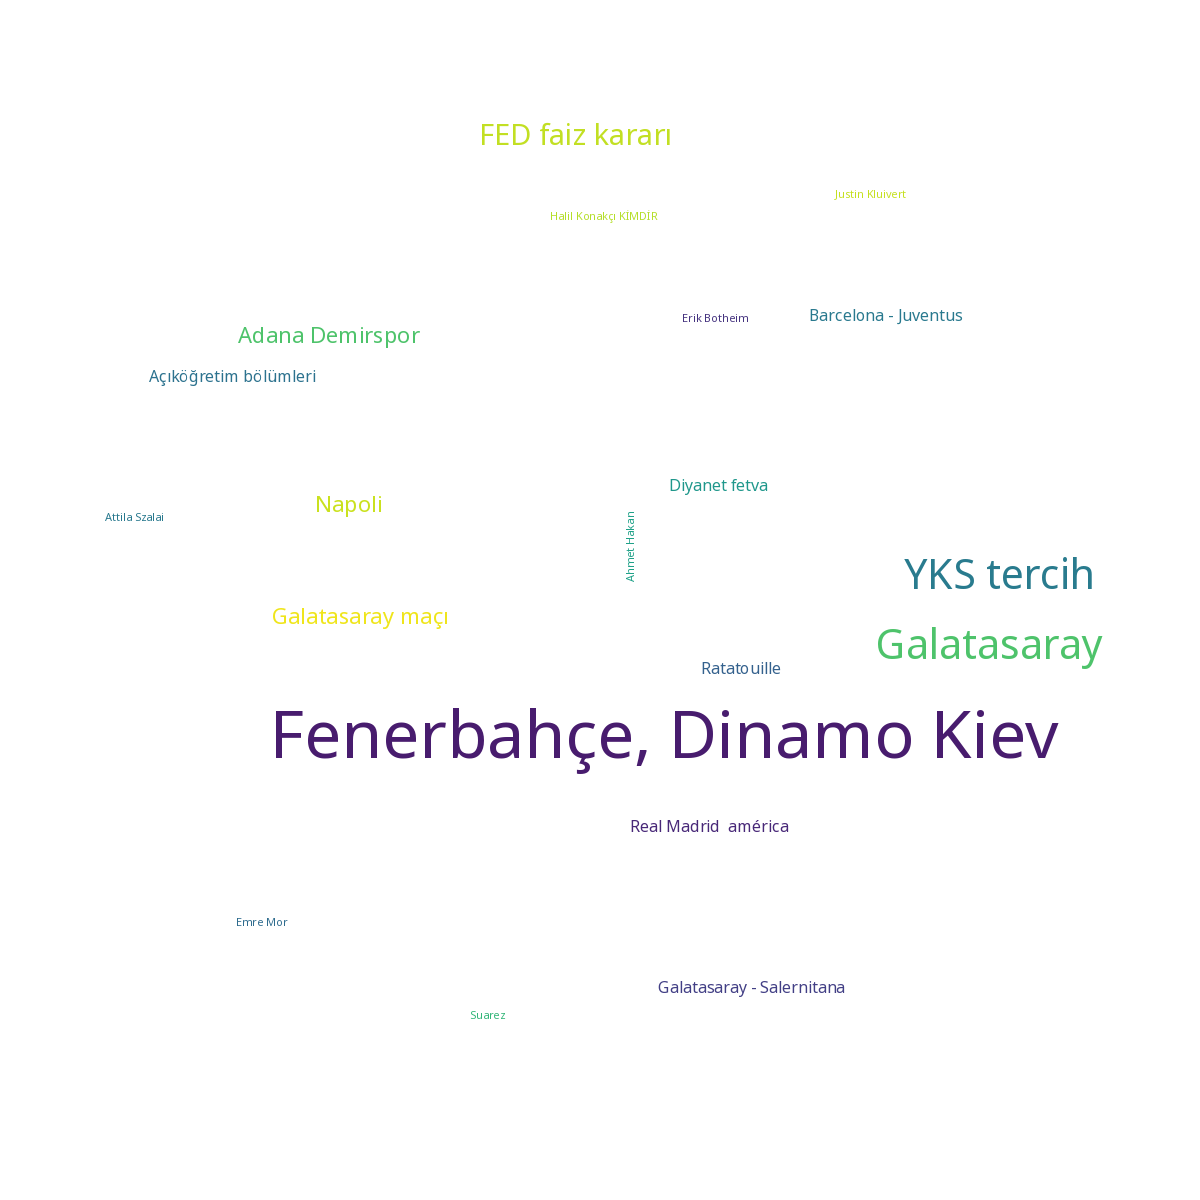 FED faiz kararı
Justin Kluivert
Halil Konakçı KİMDİR
Barcelona - Juventus
Erik Botheim
Adana Demirspor
Açıköğretim bölümleri
Diyanet fetva
Napoli
Attila Szalai
Ahmet Hakan
YKS tercih
Galatasaray maçı
Galatasaray
Ratatouille
Fenerbahçe, Dinamo Kiev
Real Madrid  américa
Emre Mor
Galatasaray - Salernitana
Suarez